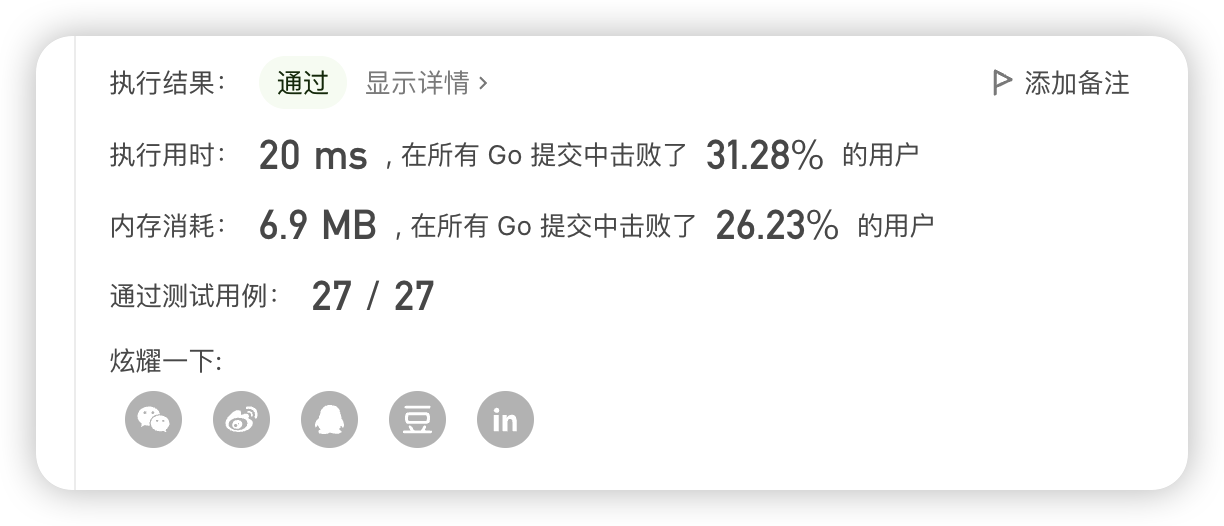 执行结果： 通过 显示详情 > 添加备注
执行用时： 20 ms , 在所有 Go 提交中击败了 31.28% 的用户
内存消耗： 6.9 MB , 在所有 Go 提交中击败了 26.23% 的用户
通过测试用例： 27 / 27
炫耀一下:
豆 in